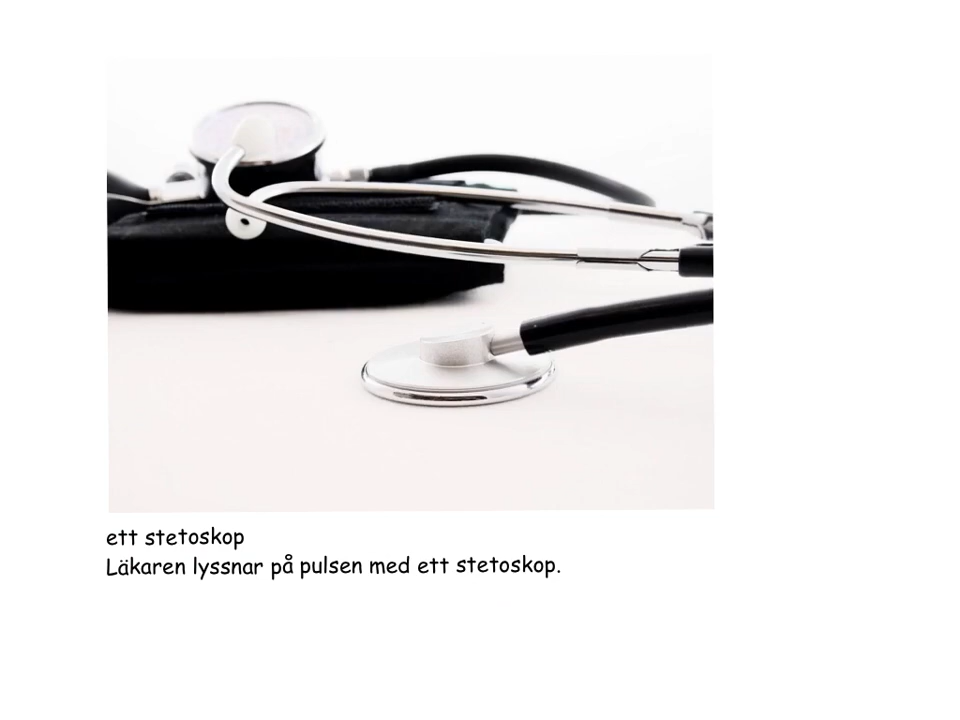 ett stetoskop
Läkaren lyssnar på pulsen med ett stetoskop.